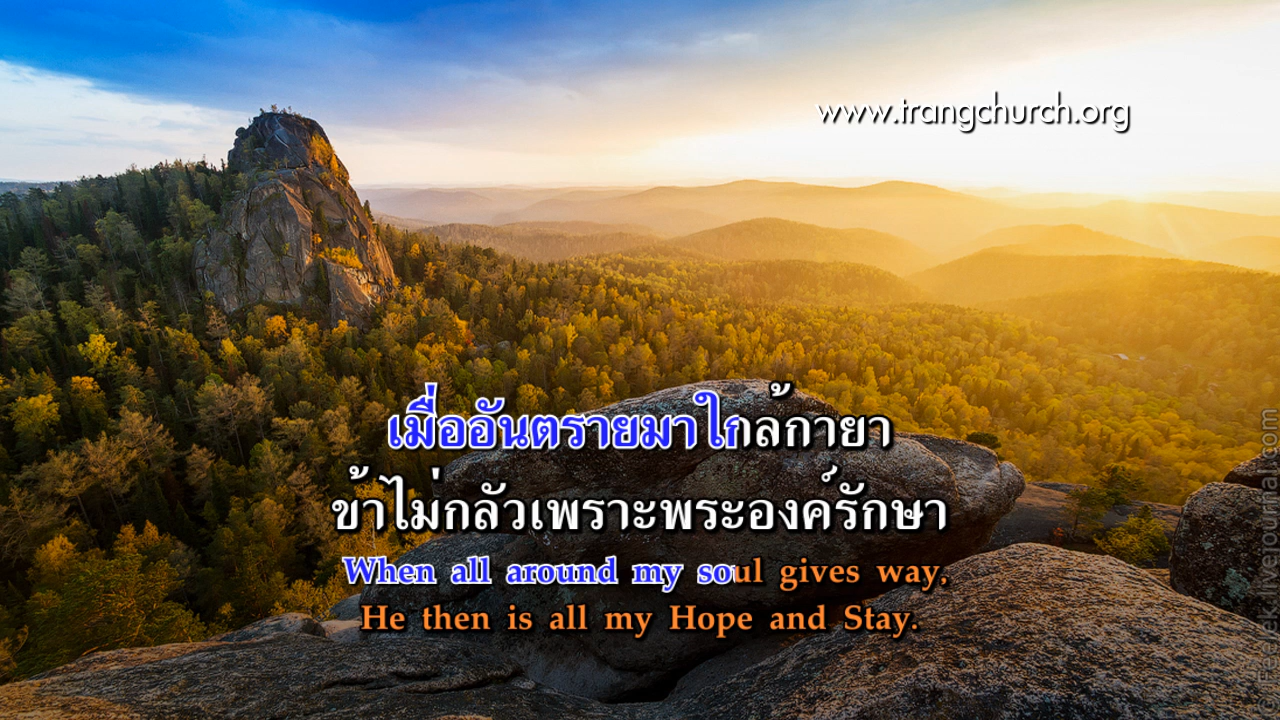 www.trangchurch.org
เมื่ออันตรายมาใกล้กายา
ข้าไม่กลัวเพราะพระองค์รักษา
When all around my soul gives way,
He then is all my Hope and Stay.